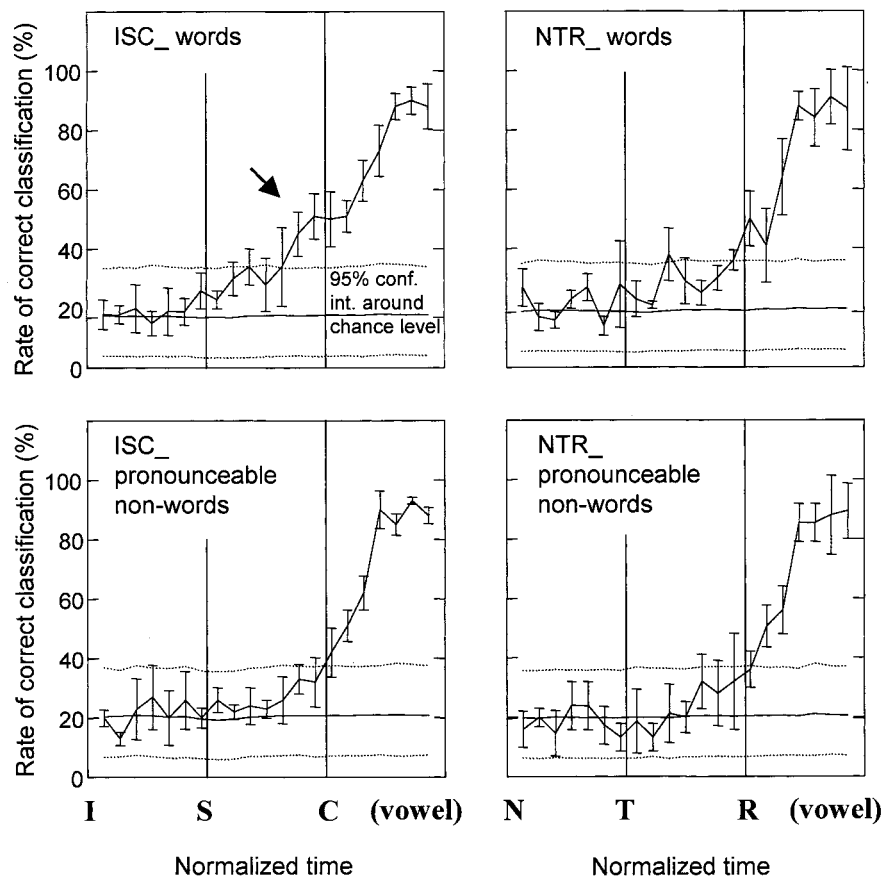 ISC_ words
NTR_ words
Rate of correct classification (%)
100
80
60
40
20
0
95% conf.
int. around
chance level
ISC_
pronounceable
non-words
NTR_
pronounceable
non-words
Rate of correct classification (%)
100
80
60
40
20
0
I S C (vowel) N T R (vowel)
Normalized time Normalized time